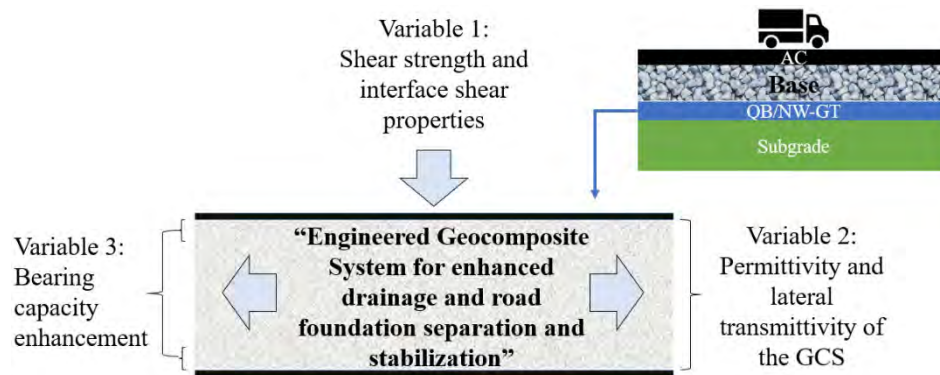 Variable 1:
Shear strength and
interface shear
properties
AC
Base
QB/NW-GT
Subgrade
Variable 3:
Bearing
capacity
enhancement
“Engineered Geocomposite
System for enhanced
drainage and road
foundation separation and
stabilization”
Variable 2:
Permittivity and
lateral
transmittivity of
the GCS